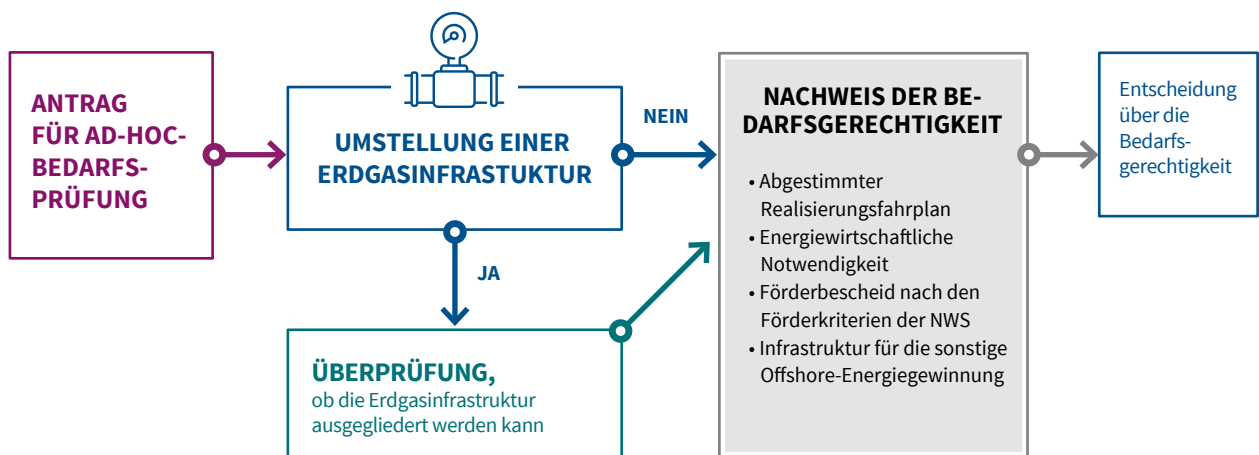 ANTRAG
FÜR AD-HOC-
BEDARFS-
PRÜFUNG
UMSTELLUNG EINER
ERDGASINFRASTUKTUR
NEIN
JA
ÜBERPRÜFUNG,
ob die Erdgasinfrastruktur
ausgegliedert werden kann
NACHWEIS DER BE-
DARFSGERECHTIGKEIT
• Abgestimmter
Realisierungsfahrplan
• Energiewirtschaftliche
Notwendigkeit
• Förderbescheid nach den
Förderkriterien der NWS
• Infrastruktur für die sonstige
Offshore-Energiegewinnung
Entscheidung
über die
Bedarfs-
gerechtigkeit